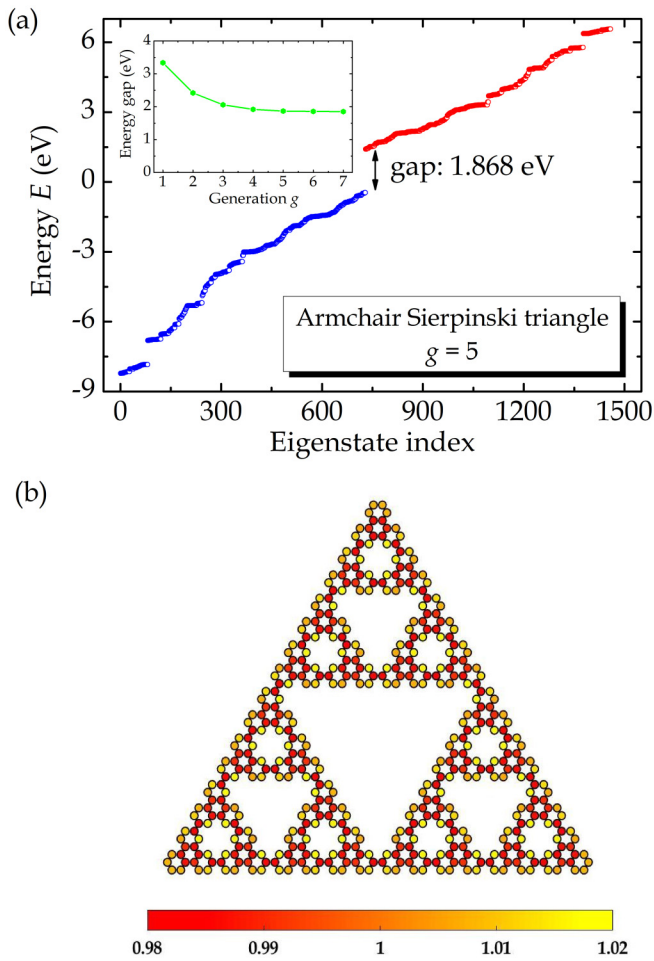 (a)
6
3
0
-3
-6
-9
Energy E (eV)
4
3
2
1
0
Energy gap (eV)
1 2 3 4 5 6 7
Generation g
gap: 1.868 eV
Armchair Sierpinski triangle
g = 5
0 300 600 900 1200 1500
Eigenstate index
(b)
0.98 0.99 1 1.01 1.02